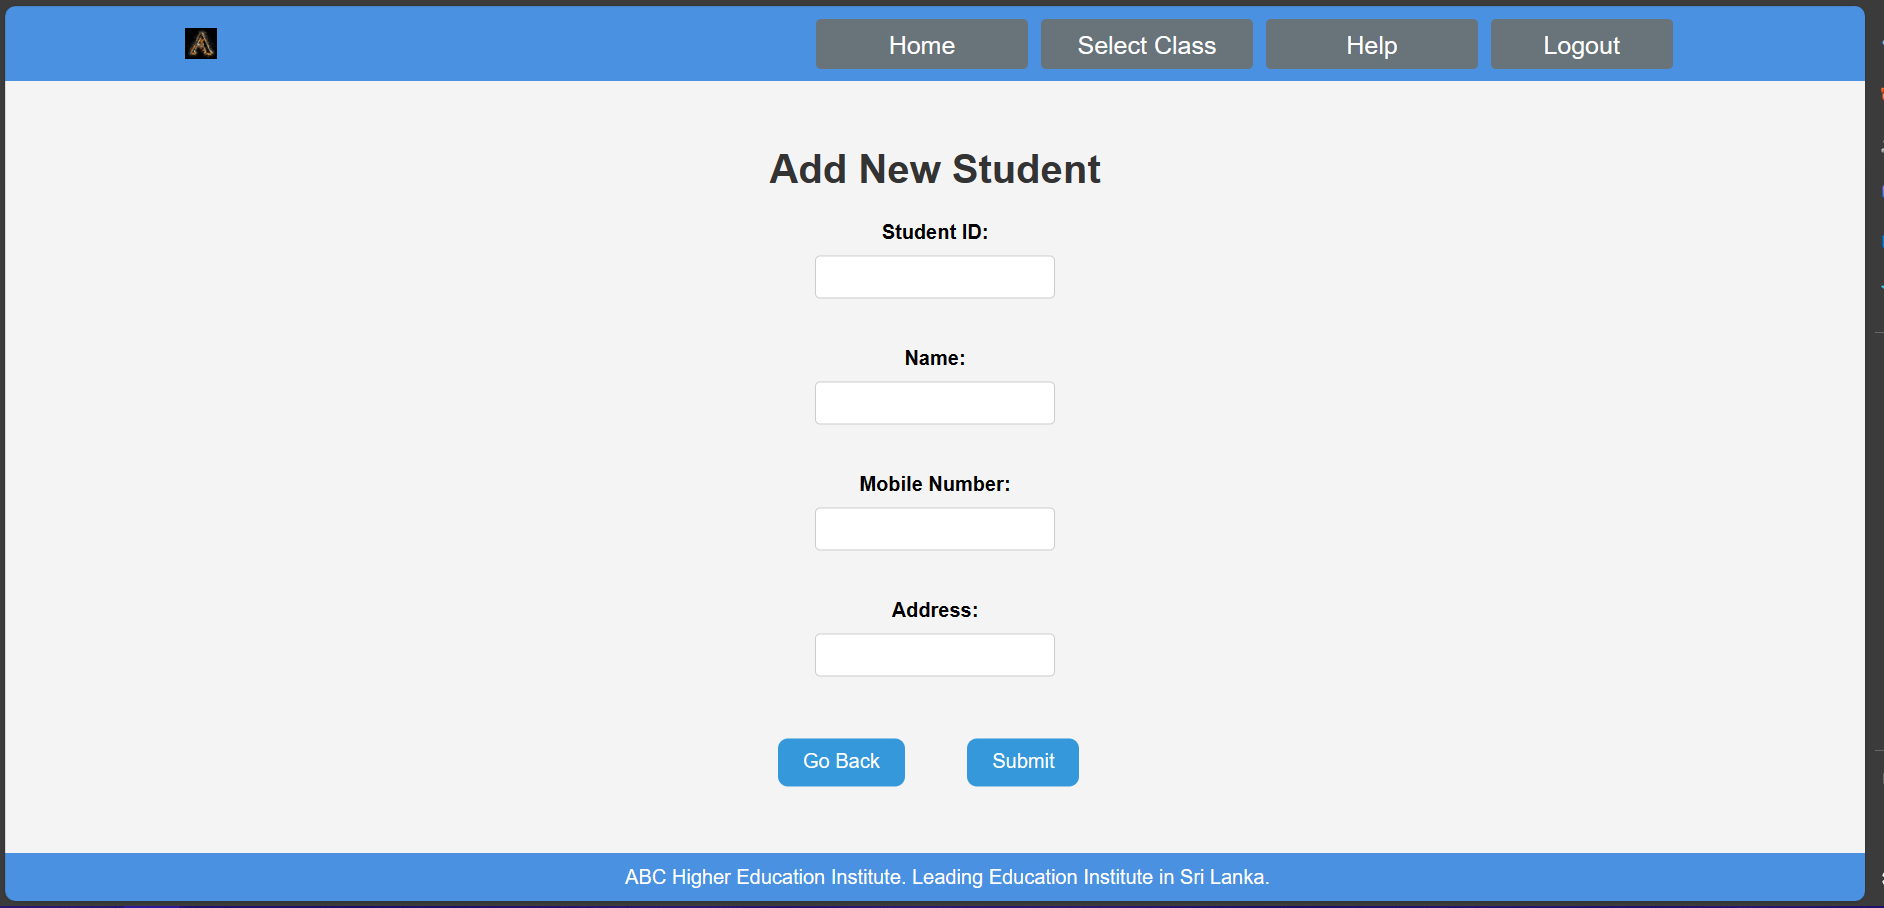 A
Home Select Class Help Logout
Add New Student
Student ID:
Name:
Mobile Number:
Address:
Go Back Submit
ABC Higher Education Institute. Leading Education Institute in Sri Lanka.